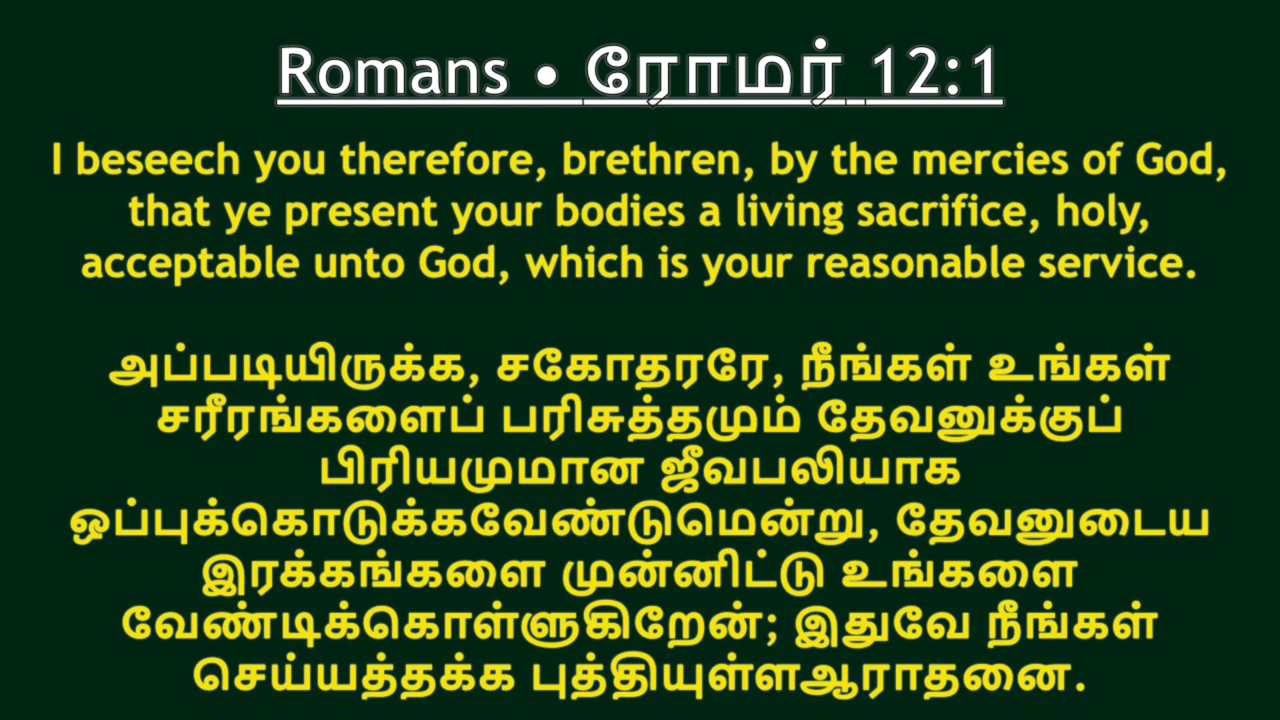 Romans • ரோமர் 12:1
I beseech you therefore, brethren, by the mercies of God,
that ye present your bodies a living sacrifice, holy,
acceptable unto God, which is your reasonable service.
அப்படியிருக்க, சகோதரரே, நீங்கள் உங்கள்
சரீரங்களைப் பரிசுத்தமும் தேவனுக்குப்
பிரியமுமான ஜீவபலியாக
ஒப்புக்கொடுக்கவேண்டுமென்று, தேவனுடைய
இரக்கங்களை முன்னிட்டு உங்களை
வேண்டிக்கொள்ளுகிறேன்; இதுவே நீங்கள்
செய்யத்தக்க புத்தியுள்ளஆராதனை.